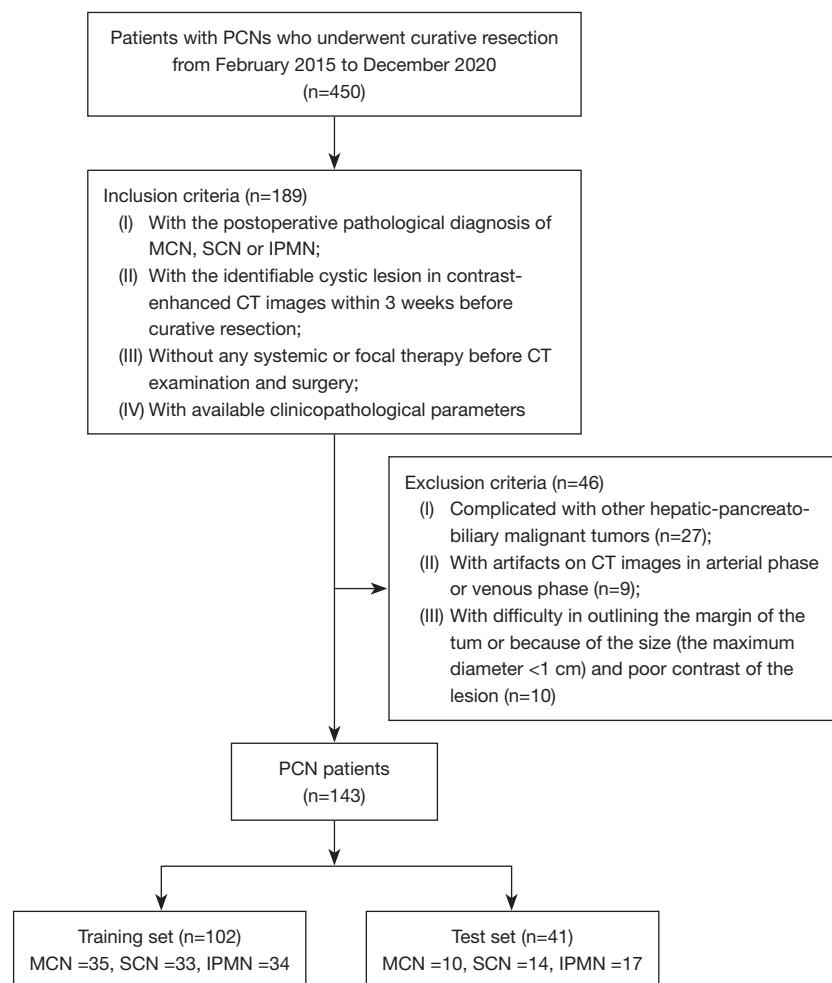 Patients with PCNs who underwent curative resection
from February 2015 to December 2020
(n=450)
Inclusion criteria (n=189)
(I) With the postoperative pathological diagnosis of
MCN, SCN or IPMN;
(II) With the identifiable cystic lesion in contrast-
enhanced CT images within 3 weeks before
curative resection;
(III) Without any systemic or focal therapy before CT
examination and surgery;
(IV) With available clinicopathological parameters
Exclusion criteria (n=46)
(I) Complicated with other hepatic-pancreato-
biliary malignant tumors (n=27);
(II) With artifacts on CT images in arterial phase
or venous phase (n=9);
(III) With difficulty in outlining the margin of the
tum or because of the size (the maximum
diameter <1 cm) and poor contrast of the
lesion (n=10)
PCN patients
(n=143)
Training set (n=102)
MCN =35, SCN =33, IPMN =34
Test set (n=41)
MCN =10, SCN =14, IPMN =17